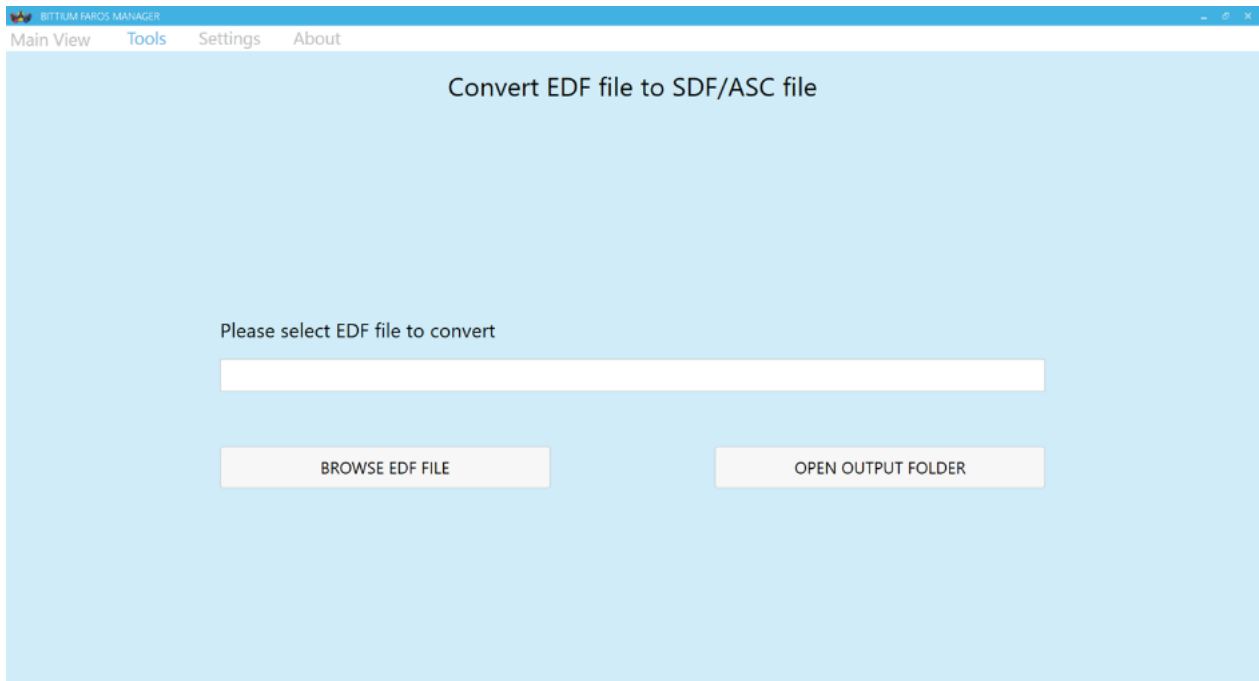 BITTIUM FAROS MANAGER
Main View Tools Settings About
Convert EDF file to SDF/ASC file
Please select EDF file to convert
BROWSE EDF FILE OPEN OUTPUT FOLDER